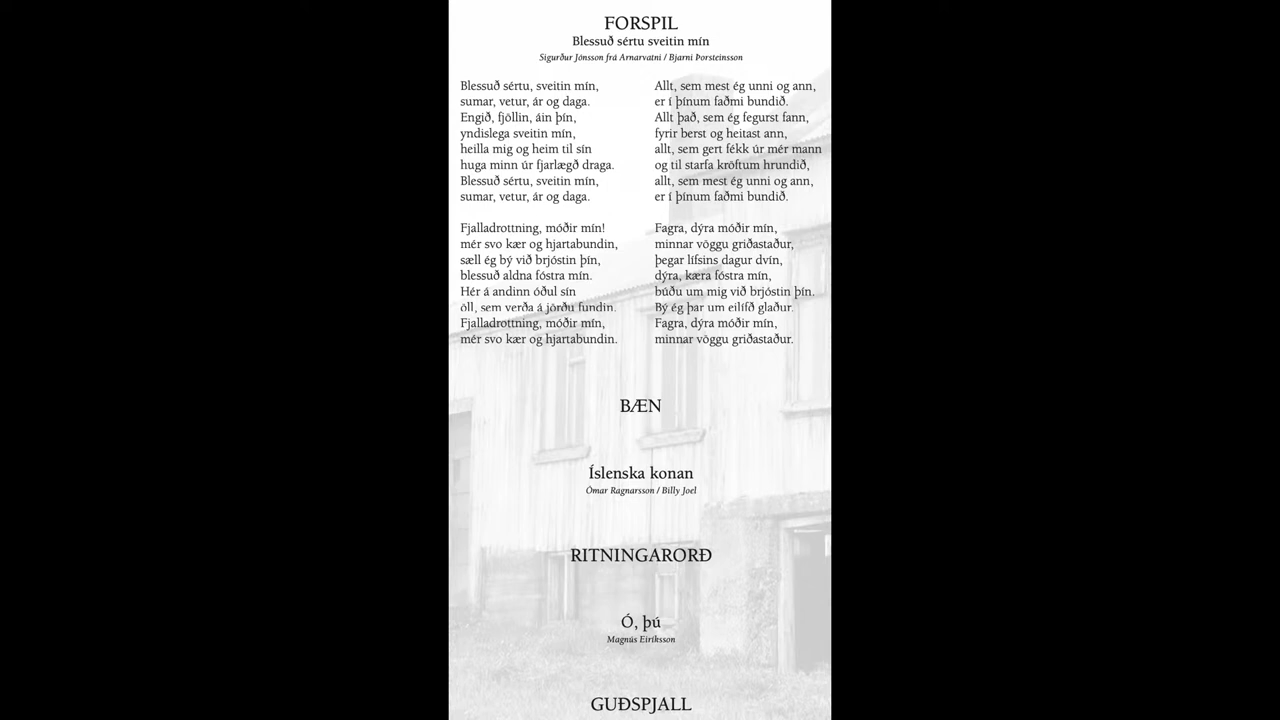 FORSPIL
Blessuð sértu sveitin mín
Sigurður Jónsson frá Arnarvatni / Bjarni Þorsteinsson
Blessuð sértu, sveitin mín,
sumar, vetur, ár og daga.
Engið, fjöllin, áin þín,
yndislega sveitin mín,
heilla mig og heim til sín
huga minn úr fjarlægð draga.
Blessuð sértu, sveitin mín,
sumar, vetur, ár og daga.
Fjalladrottning, móðir mín!
mér svo kær og hjartabundin,
sæll ég bý við brjóstin þín,
blessuð aldna fóstra mín.
Hér á andinn óðul sín
öll, sem verða á jörðu fundin.
Fjalladrottning, móðir mín,
mér svo kær og hjartabundin.
Allt, sem mest ég unni og ann,
er í þínum faðmi bundið.
Allt það, sem ég fegurst fann,
fyrir berst og heitast ann,
allt, sem gert fékk úr mér mann
og til starfa kröftum hrundið,
allt, sem mest ég unni og ann,
er í þínum faðmi bundið.
Fagra, dýra móðir mín,
minnar vöggu griðastaður,
þegar lífsins dagur dvín,
dýra, kæra fóstra mín,
búðu um mig við brjóstin þín.
Bý ég þar um eilífð glaður.
Fagra, dýra móðir mín,
minnar vöggu griðastaður.
BÆN
Íslenska konan
Ómar Ragnarsson / Billy Joel
RITNINGARORÐ
Ó, þú
Magnús Eiríksson
GUÐSPJALL